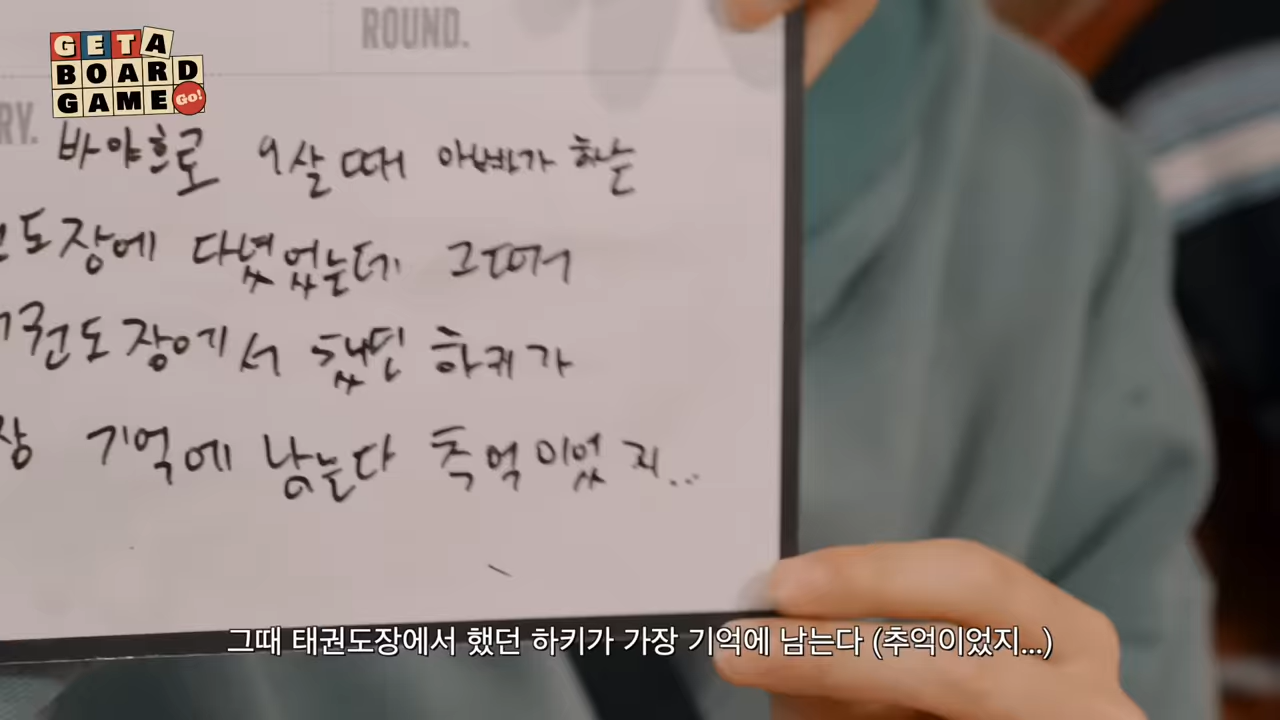 GET A
BOARD
GAME Go!
ROUND.
RY.
바야흐로 9살 때 아빠가 하는
도장에 다녔었는데 그때
권도장에서 했던 하키가
장 기억에 남는다 추억이었지...
그때 태권도장에서 했던 하키가 가장 기억에 남는다 (추억이었지...)